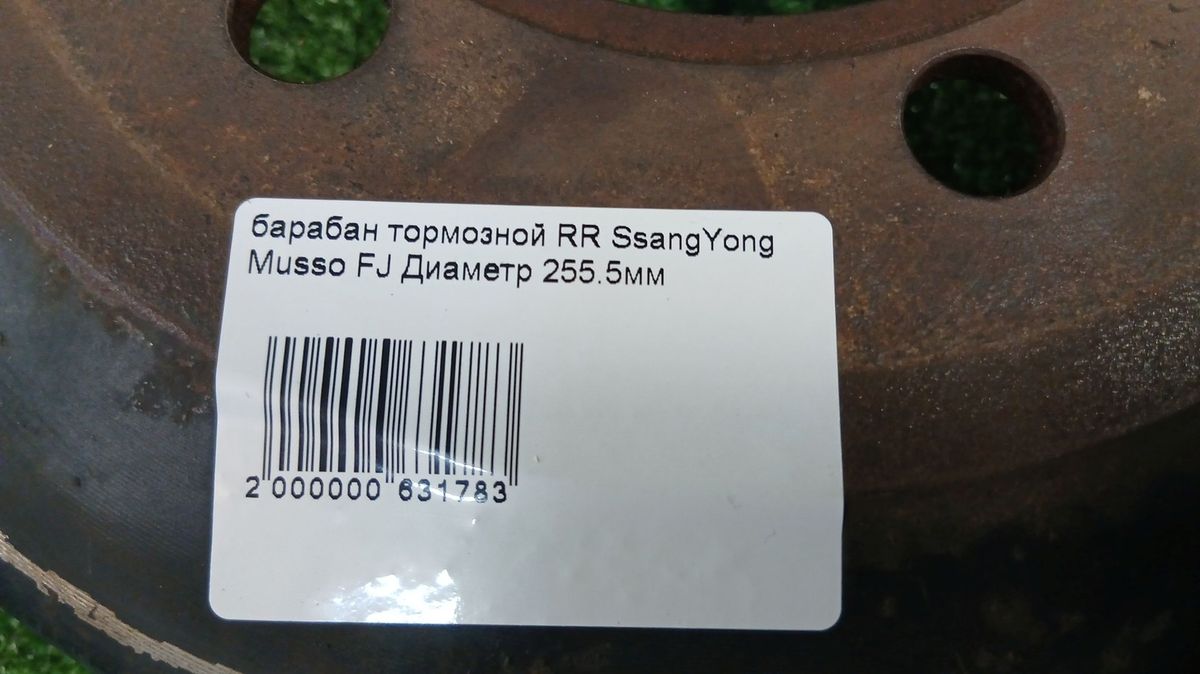 барабан тормозной RR SsangYong
Musso FJ Диаметр 255.5мм
2 000000 631783